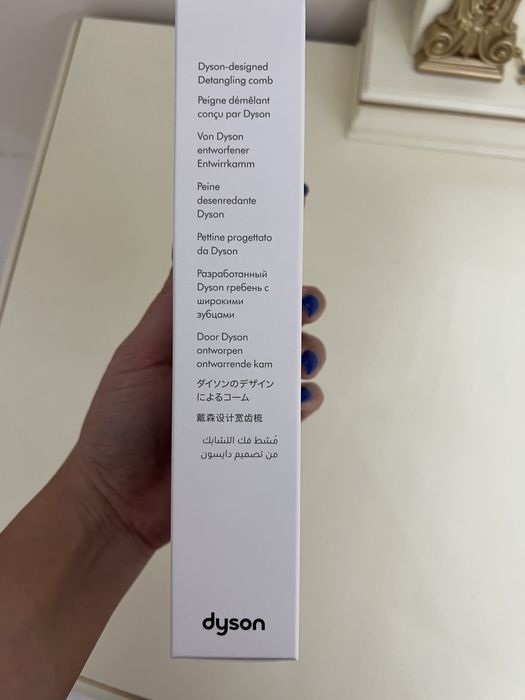 Dyson-designed
Detangling comb
Peigne démêlant
conçu par Dyson
Von Dyson
entworfener
Entwirrkamm
Peine
desenredante
Dyson
Pettine progettato
da Dyson
Разработанный
Dyson гребень с
широкими
зубцами
Door Dyson
ontworpen
ontwarrende kam
ダイソンのデザイン
によるコーム
戴森设计宽齿梳
مُشط فك التشابك
من تصميم دايسون
dyson